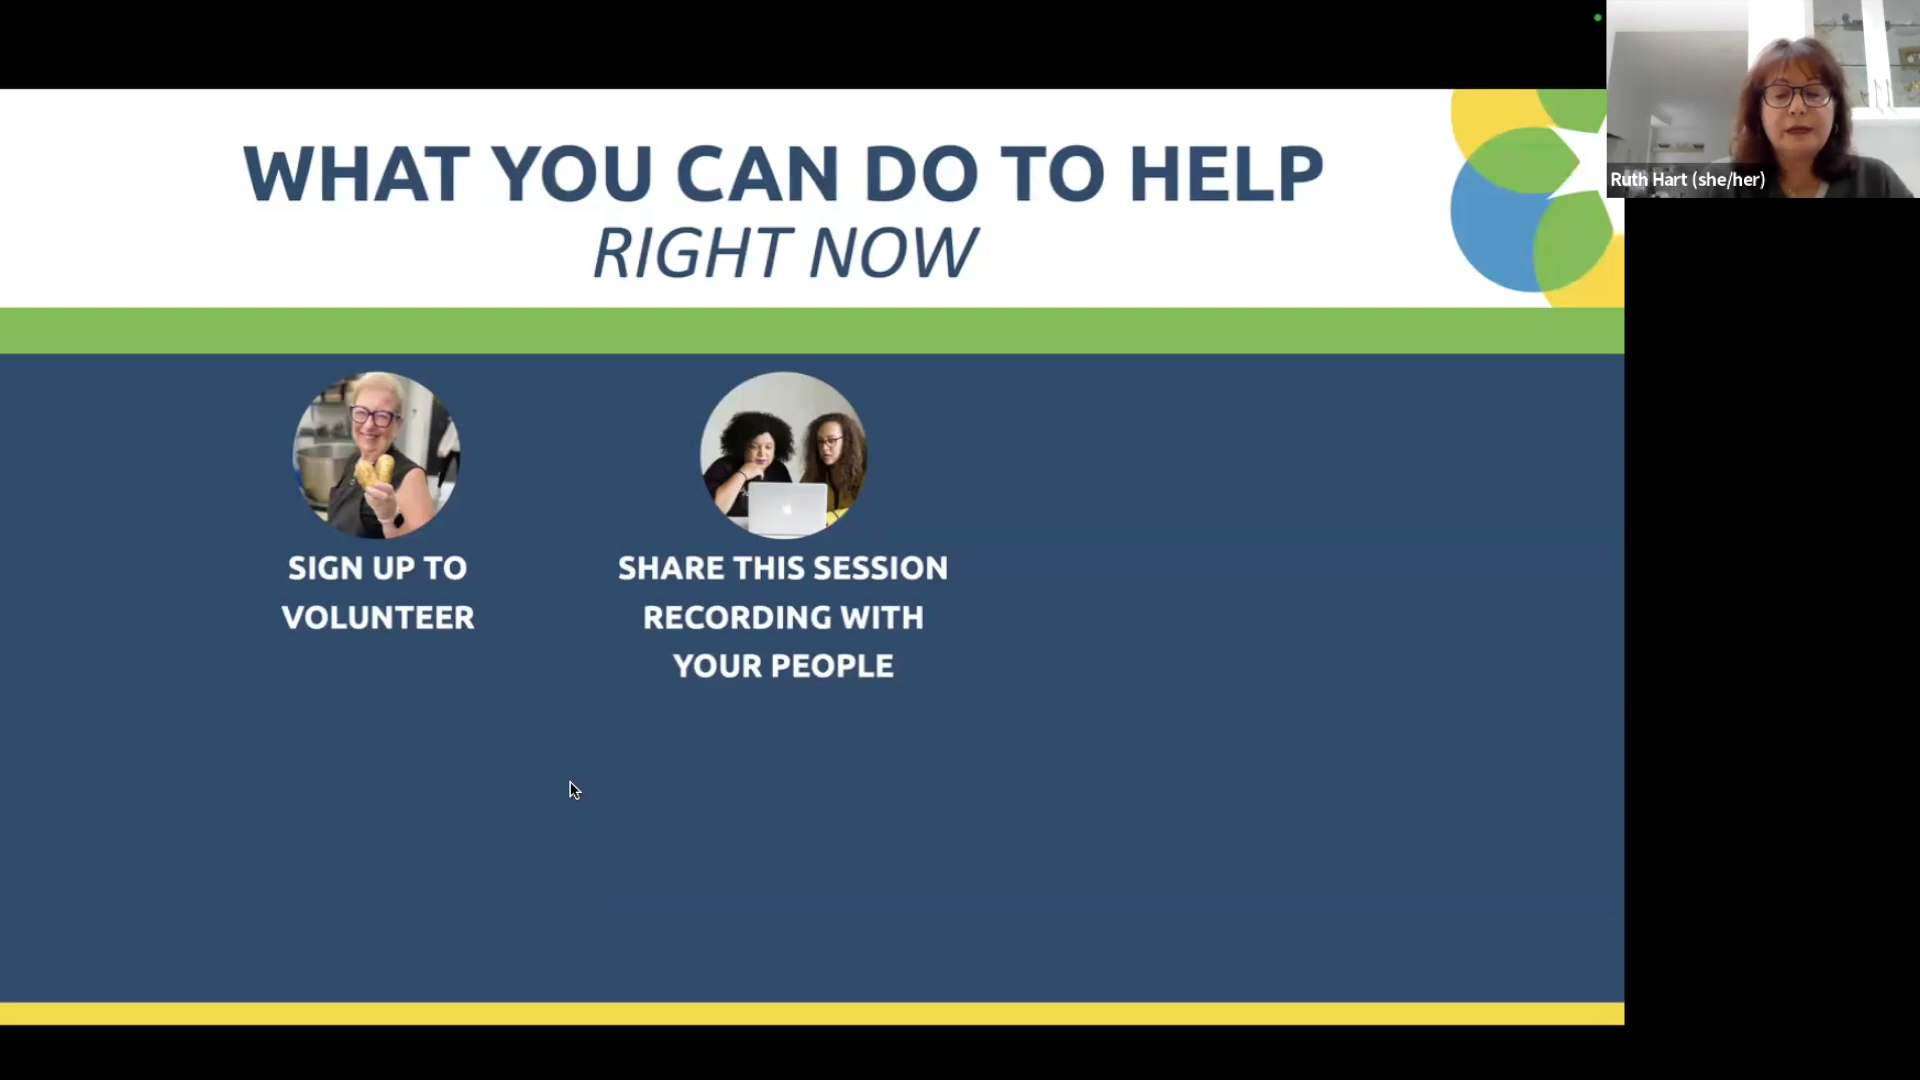 WHAT YOU CAN DO TO HELP
RIGHT NOW
Ruth Hart (she/her)
SIGN UP TO
VOLUNTEER
SHARE THIS SESSION
RECORDING WITH
YOUR PEOPLE